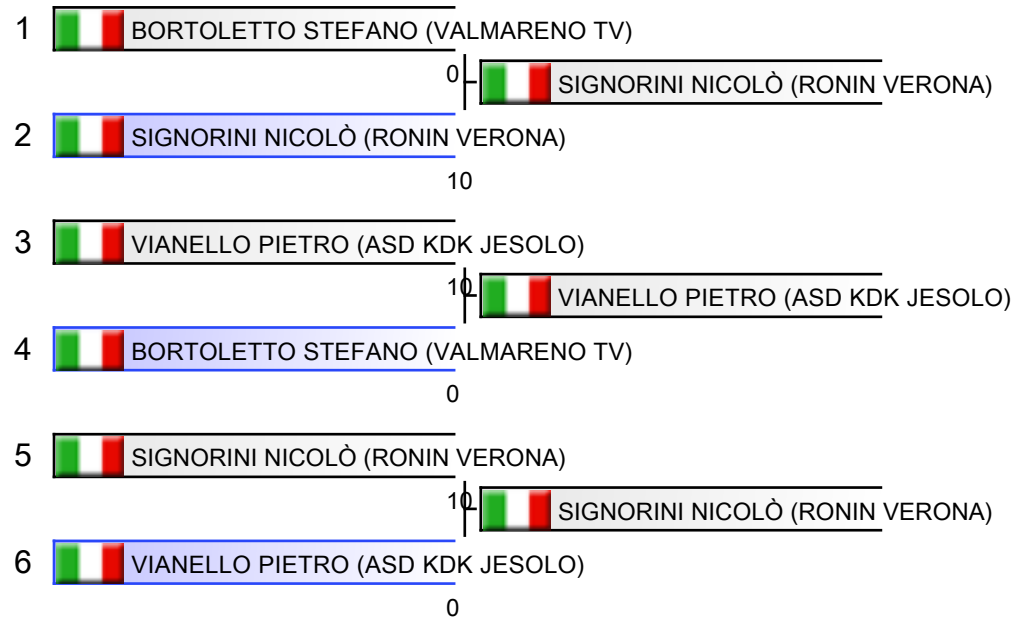 1 BORTOLETTO STEFANO (VALMARENO TV)
0
SIGNORINI NICOLÒ (RONIN VERONA)
2 SIGNORINI NICOLÒ (RONIN VERONA)
10
3 VIANELLO PIETRO (ASD KDK JESOLO)
10
VIANELLO PIETRO (ASD KDK JESOLO)
4 BORTOLETTO STEFANO (VALMARENO TV)
0
5 SIGNORINI NICOLÒ (RONIN VERONA)
10
SIGNORINI NICOLÒ (RONIN VERONA)
6 VIANELLO PIETRO (ASD KDK JESOLO)
0